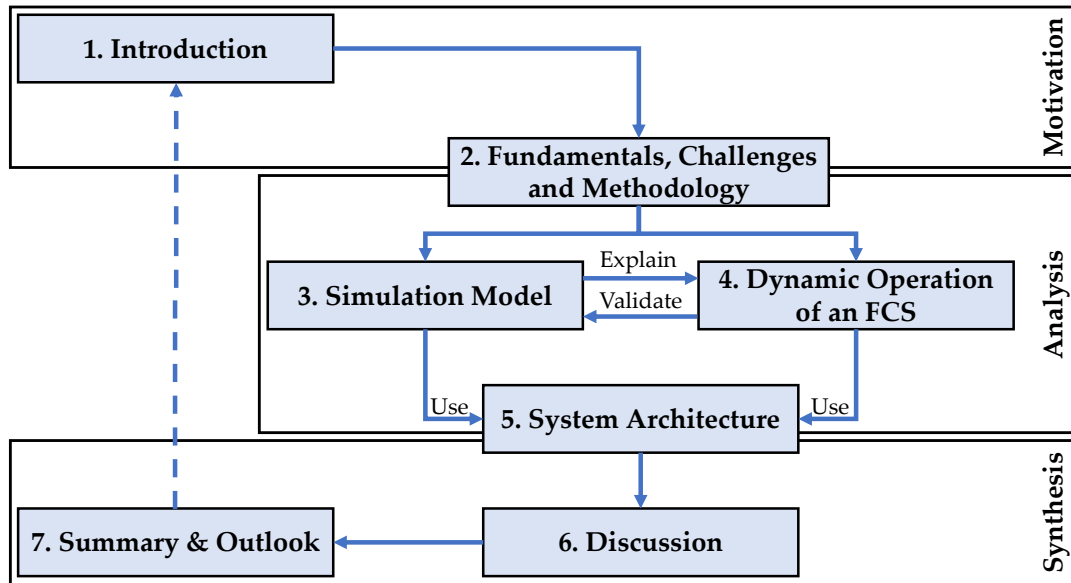 1. Introduction
Motivation
2. Fundamentals, Challenges
and Methodology
Explain
3. Simulation Model
4. Dynamic Operation
of an FCS
Validate
Analysis
Use
Use
5. System Architecture
Synthesis
7. Summary & Outlook
6. Discussion